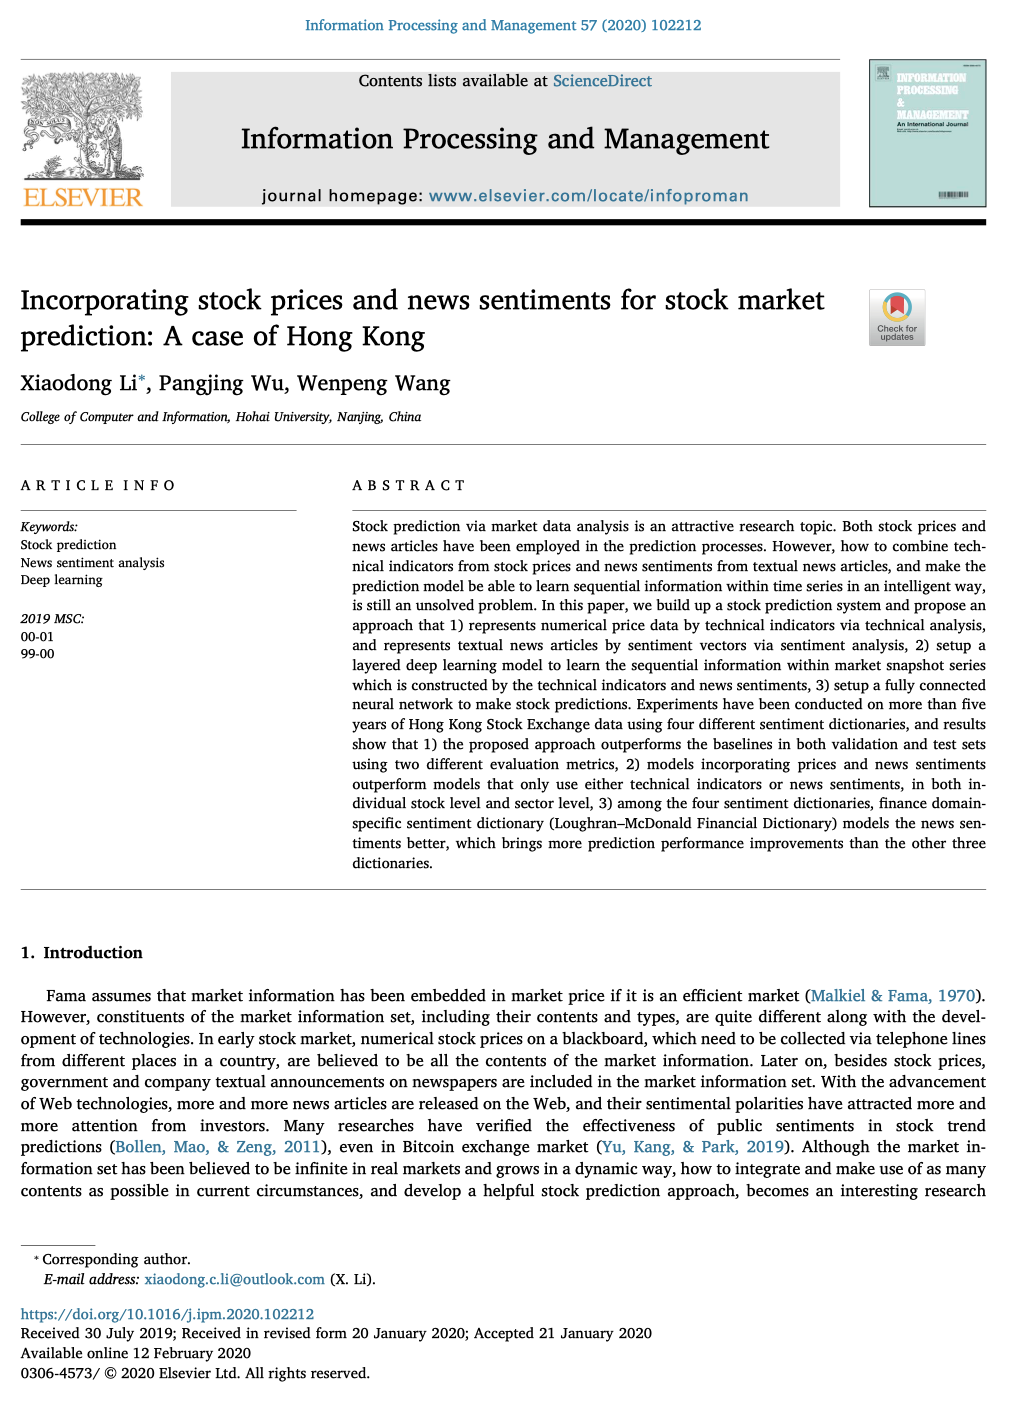 Information Processing and Management 57 (2020) 102212
Contents lists available at ScienceDirect
Information Processing and Management
journal homepage: www.elsevier.com/locate/infoproman
ELSEVIER
INFORMATION
PROCESSING
&
MANAGEMENT
An International Journal
Incorporating stock prices and news sentiments for stock market
prediction: A case of Hong Kong
Check for
updates
Xiaodong Li*, Pangjing Wu, Wenpeng Wang
College of Computer and Information, Hohai University, Nanjing, China
ARTICLE INFO
Keywords:
Stock prediction
News sentiment analysis
Deep learning
2019 MSC:
00-01
99-00
ABSTRACT
Stock prediction via market data analysis is an attractive research topic. Both stock prices and
news articles have been employed in the prediction processes. However, how to combine tech-
nical indicators from stock prices and news sentiments from textual news articles, and make the
prediction model be able to learn sequential information within time series in an intelligent way,
is still an unsolved problem. In this paper, we build up a stock prediction system and propose an
approach that 1) represents numerical price data by technical indicators via technical analysis,
and represents textual news articles by sentiment vectors via sentiment analysis, 2) setup a
layered deep learning model to learn the sequential information within market snapshot series
which is constructed by the technical indicators and news sentiments, 3) setup a fully connected
neural network to make stock predictions. Experiments have been conducted on more than five
years of Hong Kong Stock Exchange data using four different sentiment dictionaries, and results
show that 1) the proposed approach outperforms the baselines in both validation and test sets
using two different evaluation metrics, 2) models incorporating prices and news sentiments
outperform models that only use either technical indicators or news sentiments, in both in-
dividual stock level and sector level, 3) among the four sentiment dictionaries, finance domain-
specific sentiment dictionary (Loughran–McDonald Financial Dictionary) models the news sen-
timents better, which brings more prediction performance improvements than the other three
dictionaries.
1. Introduction
Fama assumes that market information has been embedded in market price if it is an efficient market (Malkiel & Fama, 1970).
However, constituents of the market information set, including their contents and types, are quite different along with the devel-
opment of technologies. In early stock market, numerical stock prices on a blackboard, which need to be collected via telephone lines
from different places in a country, are believed to be all the contents of the market information. Later on, besides stock prices,
government and company textual announcements on newspapers are included in the market information set. With the advancement
of Web technologies, more and more news articles are released on the Web, and their sentimental polarities have attracted more and
more attention from investors. Many researches have verified the effectiveness of public sentiments in stock trend
predictions (Bollen, Mao, & Zeng, 2011), even in Bitcoin exchange market (Yu, Kang, & Park, 2019). Although the market in-
formation set has been believed to be infinite in real markets and grows in a dynamic way, how to integrate and make use of as many
contents as possible in current circumstances, and develop a helpful stock prediction approach, becomes an interesting research
* Corresponding author.
E-mail address: xiaodong.c.li@outlook.com (X. Li).
https://doi.org/10.1016/j.ipm.2020.102212
Received 30 July 2019; Received in revised form 20 January 2020; Accepted 21 January 2020
Available online 12 February 2020
0306-4573/ © 2020 Elsevier Ltd. All rights reserved.